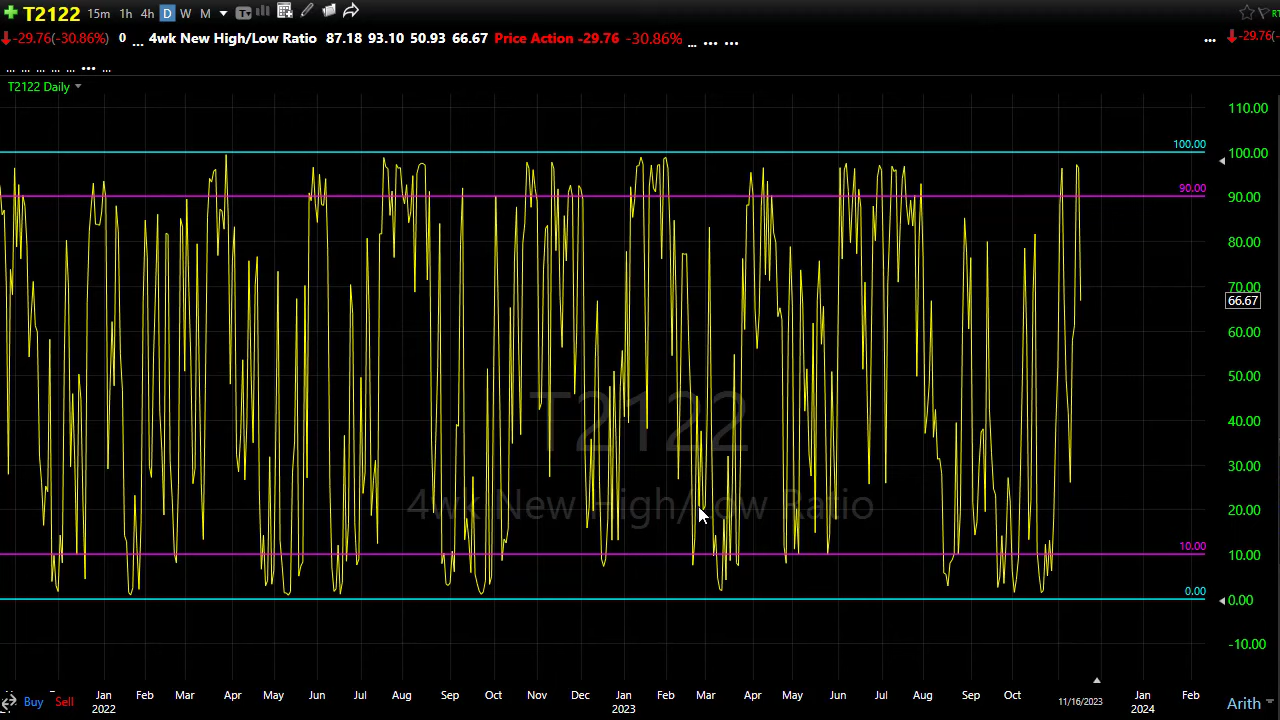 T2122 15m 1h 4h D W M T RT
-29.76(-30.86%) 0 ... 4wk New High/Low Ratio 87.18 93.10 50.93 66.67 Price Action -29.76 -30.86% ... ... ... ... -29.76(-
... ... ... ... ... ... ...
T2122 Daily
110.00
100.00 100.00
90.00 90.00
80.00
70.00
66.67
60.00
50.00
T2122
40.00
30.00
4wk New High/Low Ratio 20.00
10.00 10.00
0.00 0.00
-10.00
Buy Sell Jan Feb Mar Apr May Jun Jul Aug Sep Oct Nov Dec Jan Feb Mar Apr May Jun Jul Aug Sep Oct 11/16/2023 Jan Feb Arith
2022 2023 2024